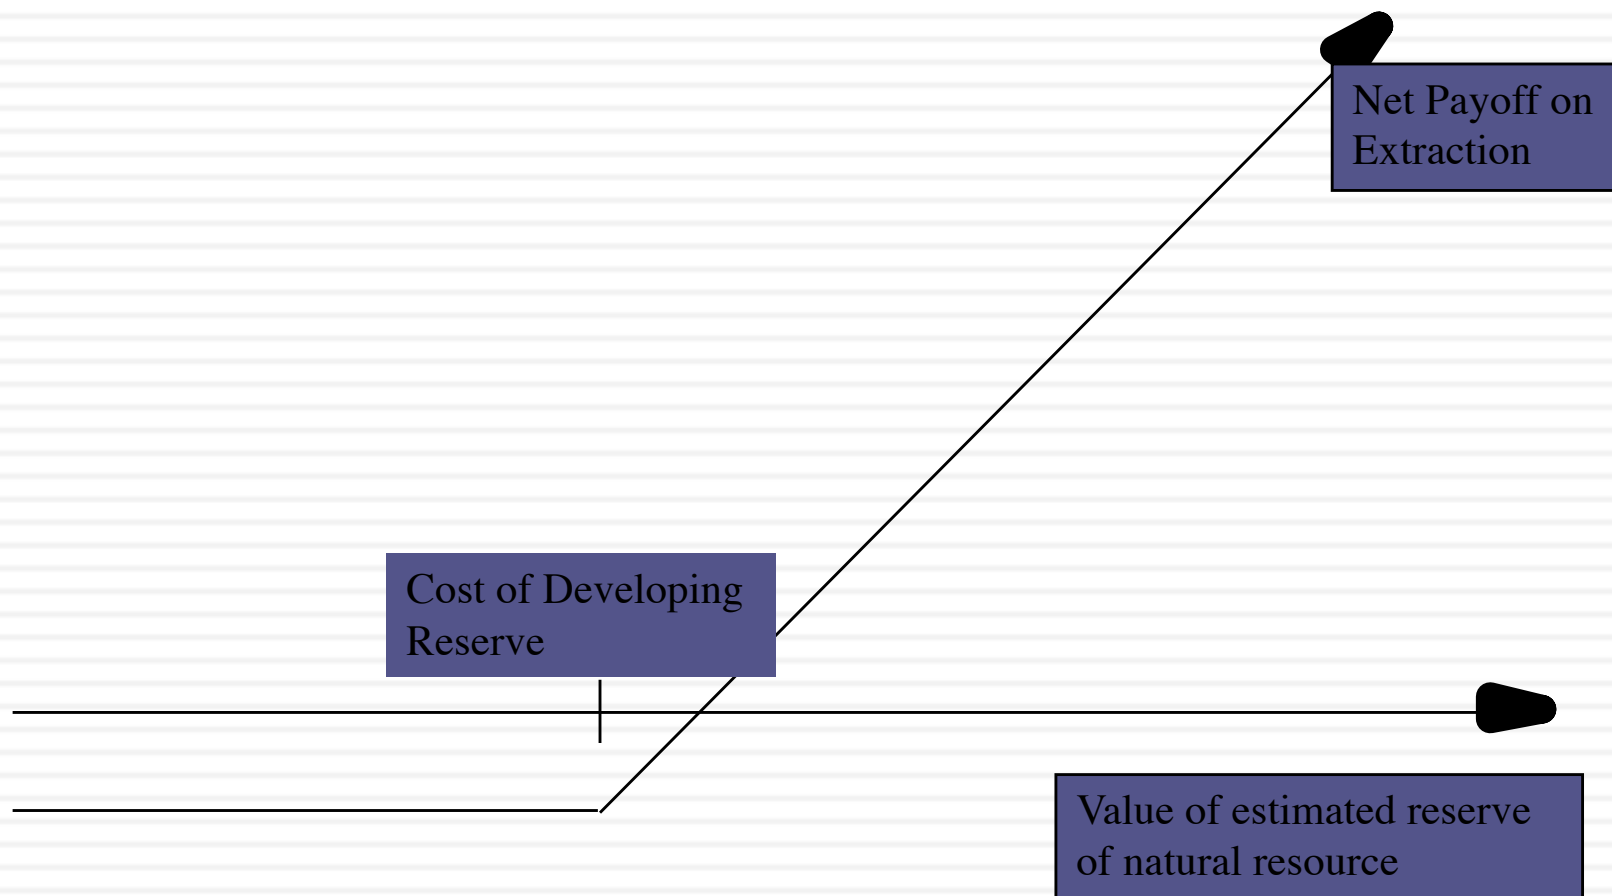 Net Payoff on
Extraction
Cost of Developing
Reserve
Value of estimated reserve
of natural resource